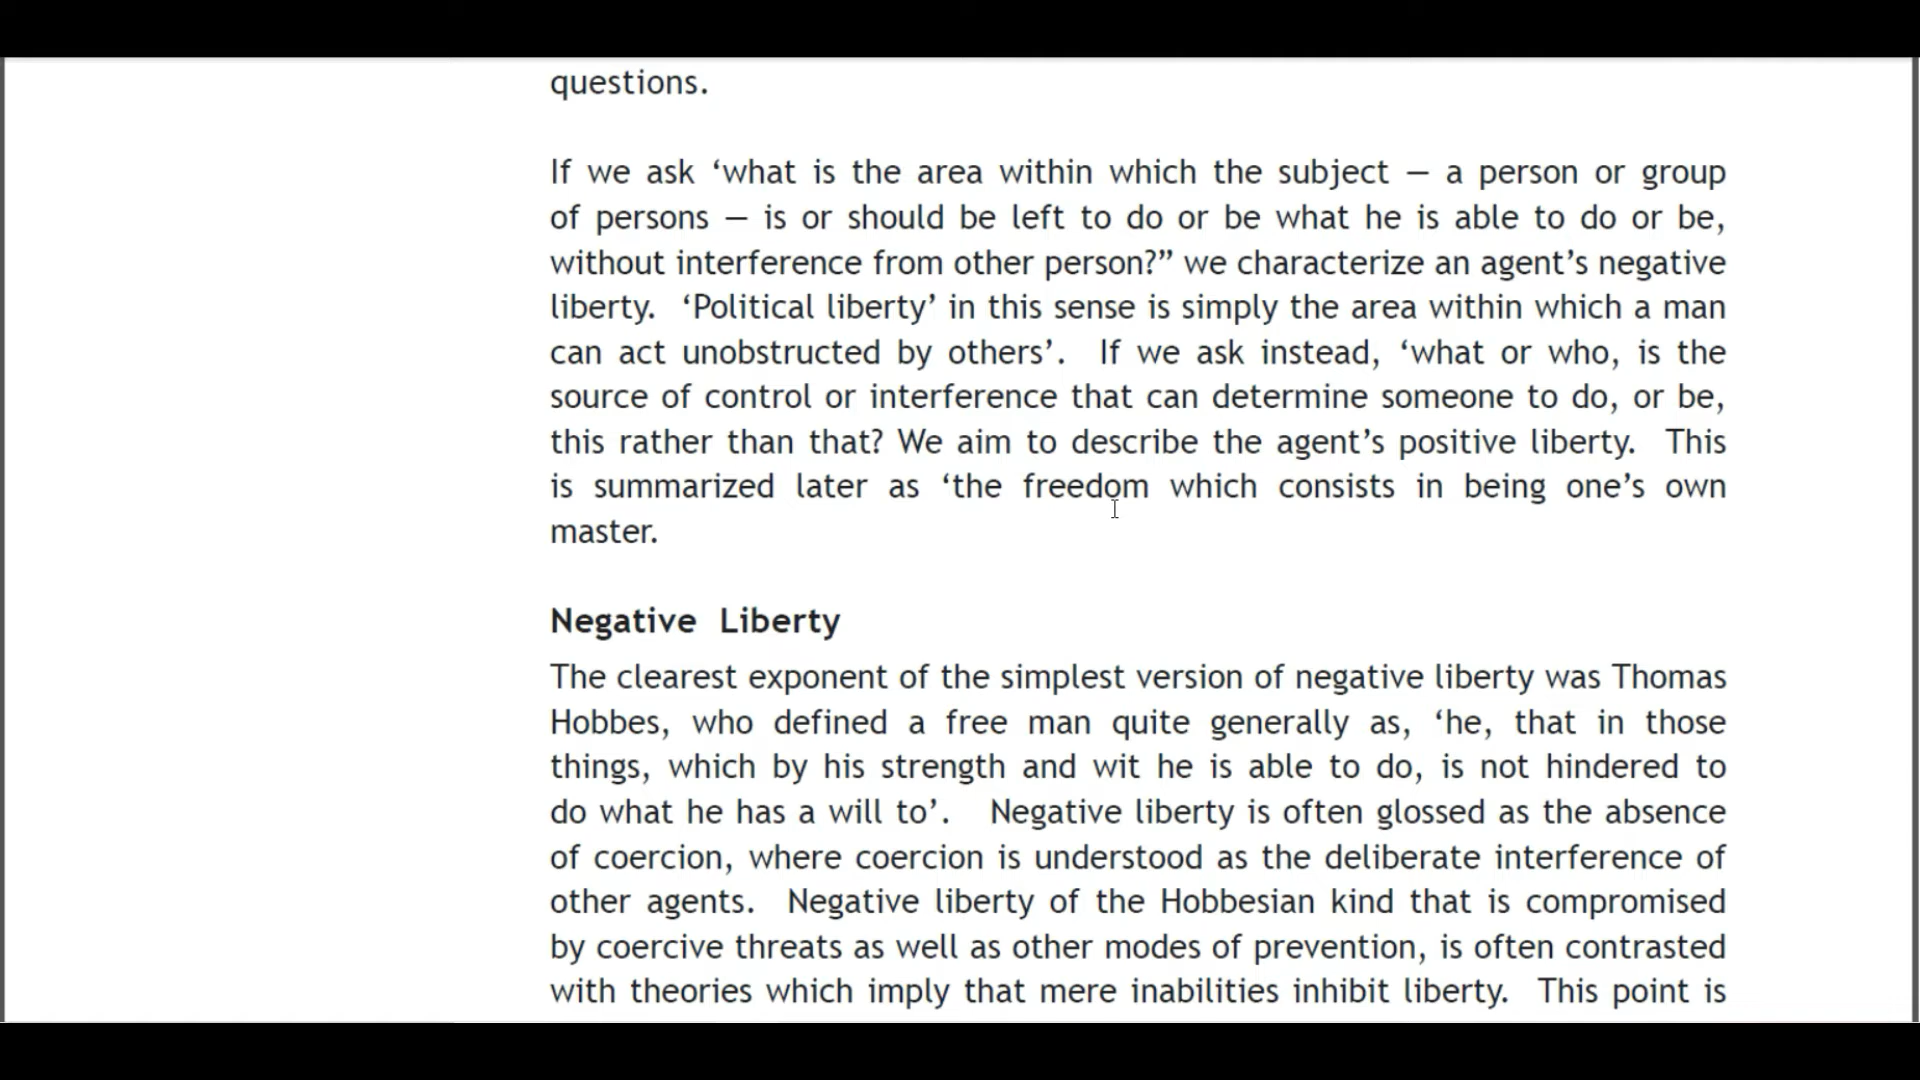 questions.
If we ask ‘what is the area within which the subject — a person or group
of persons — is or should be left to do or be what he is able to do or be,
without interference from other person?” we characterize an agent’s negative
liberty. ‘Political liberty’ in this sense is simply the area within which a man
can act unobstructed by others’. If we ask instead, ‘what or who, is the
source of control or interference that can determine someone to do, or be,
this rather than that? We aim to describe the agent’s positive liberty. This
is summarized later as ‘the freedom which consists in being one’s own
master.
Negative Liberty
The clearest exponent of the simplest version of negative liberty was Thomas
Hobbes, who defined a free man quite generally as, ‘he, that in those
things, which by his strength and wit he is able to do, is not hindered to
do what he has a will to’. Negative liberty is often glossed as the absence
of coercion, where coercion is understood as the deliberate interference of
other agents. Negative liberty of the Hobbesian kind that is compromised
by coercive threats as well as other modes of prevention, is often contrasted
with theories which imply that mere inabilities inhibit liberty. This point is